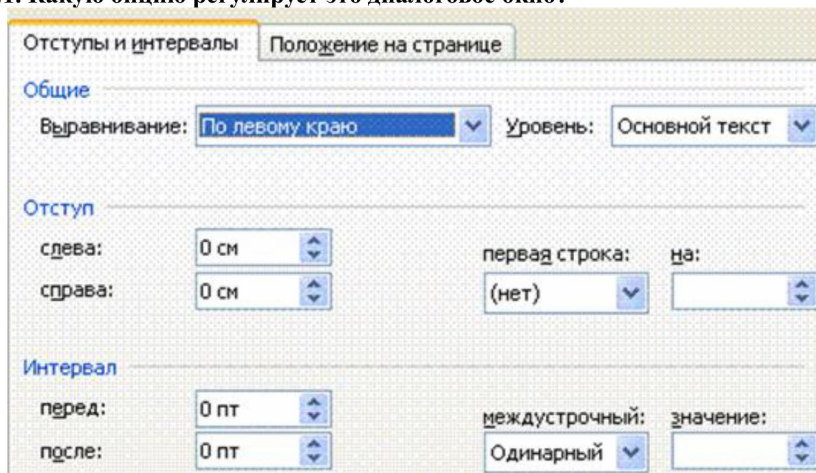 1. Какую опцию регулирует это диалоговое окно?
Отступы и интервалы Положение на странице
Общие
Выравнивание: По левому краю Уровень: Основной текст
Отступ
слева: 0 см первая строка: на:
справа: 0 см (нет)
Интервал
перед: 0 пт междустрочный: значение:
после: 0 пт Одинарный